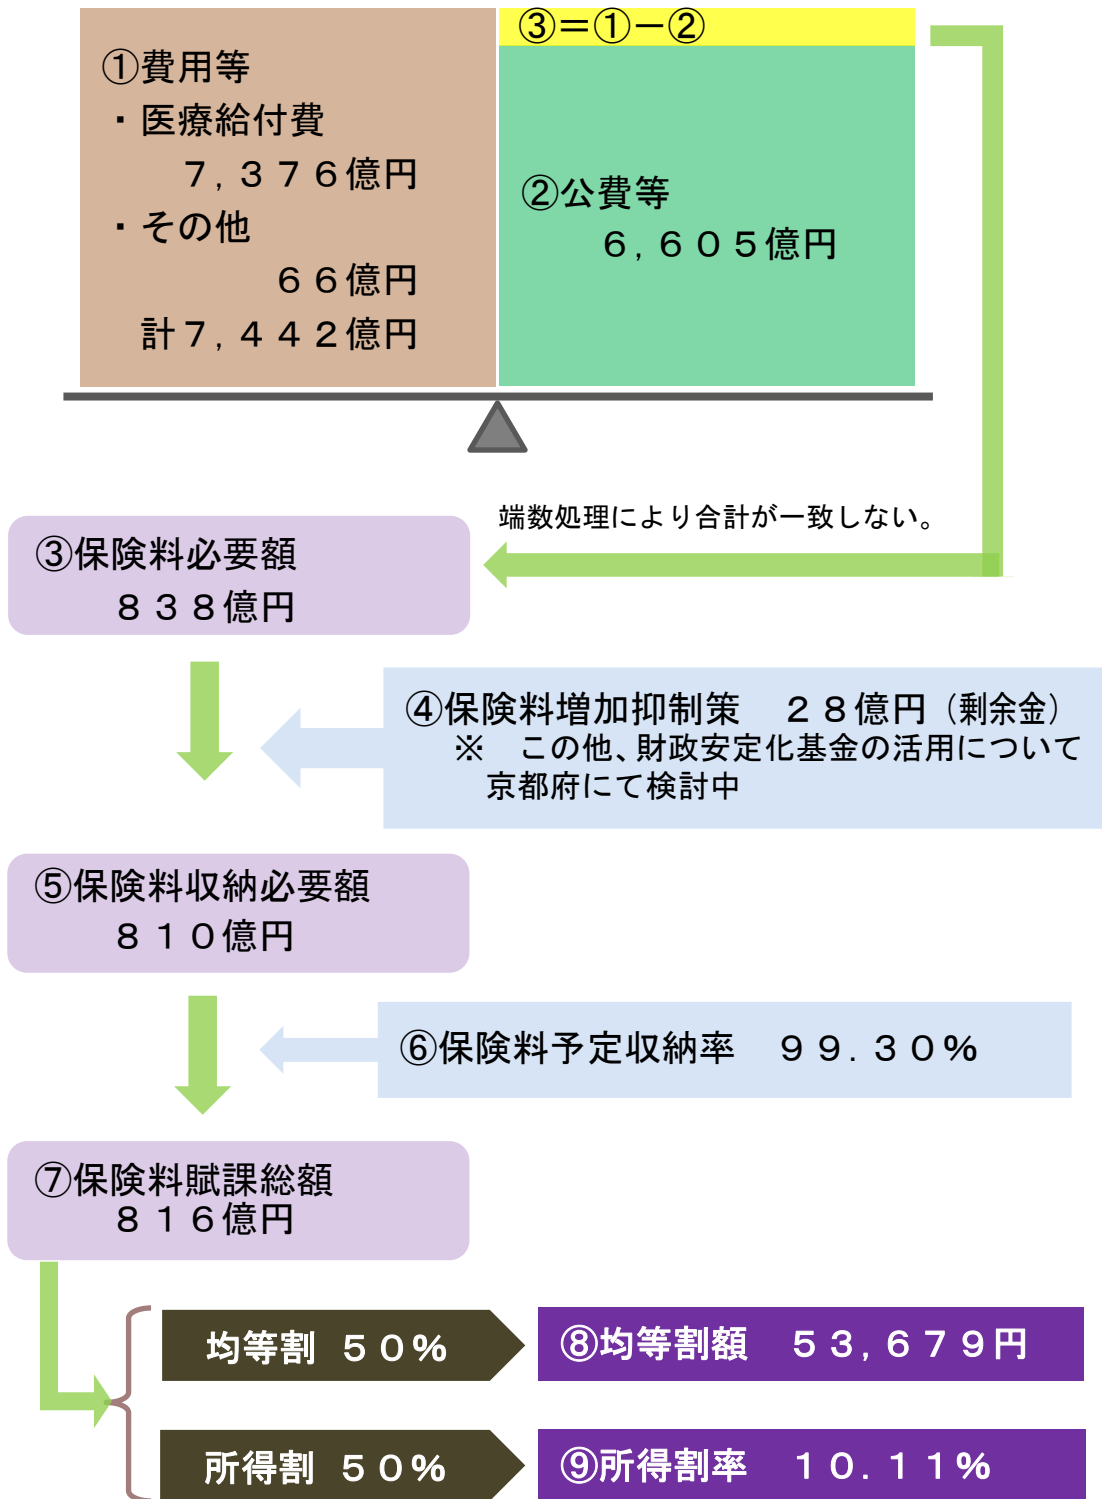 ①費用等
・医療給付費
７,３７６億円
・その他
６６億円
計７,４４２億円
③＝①－②
②公費等
６,６０５億円
端数処理により合計が一致しない。
③保険料必要額
８３８億円
④保険料増加抑制策　２８億円（剰余金）
※　この他、財政安定化基金の活用について
京都府にて検討中
⑤保険料収納必要額
８１０億円
⑥保険料予定収納率　９９.３０%
⑦保険料賦課総額
８１６億円
均等割 ５０%
⑧均等割額　５３,６７９円
所得割 ５０%
⑨所得割率　１０.１１%